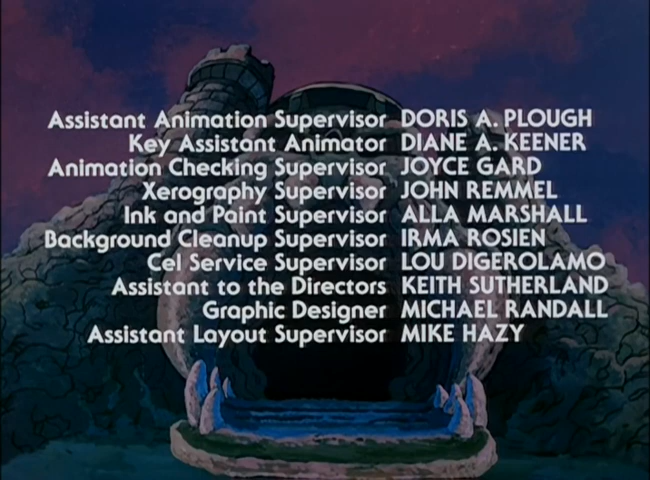 Assistant Animation Supervisor DORIS A. PLOUGH
Key Assistant Animator DIANE A. KEENER
Animation Checking Supervisor JOYCE GARD
Xerography Supervisor JOHN REMMEL
Ink and Paint Supervisor ALLA MARSHALL
Background Cleanup Supervisor IRMA ROSIEN
Cel Service Supervisor LOU DIGEROLAMO
Assistant to the Directors KEITH SUTHERLAND
Graphic Designer MICHAEL RANDALL
Assistant Layout Supervisor MIKE HAZY